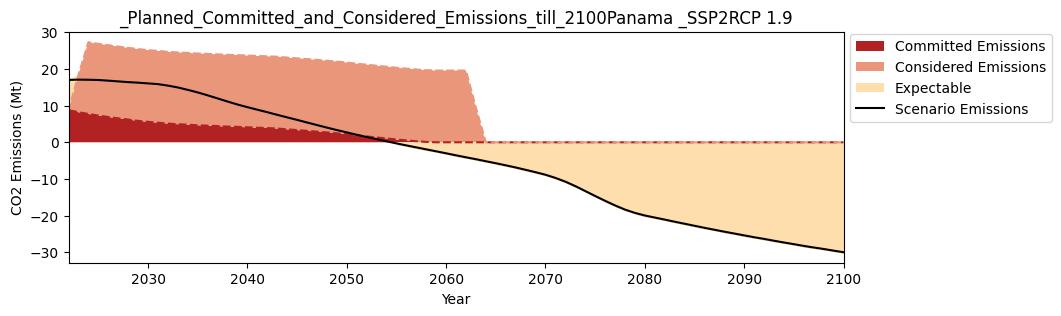 _Planned_Committed_and_Considered_Emissions_till_2100Panama _SSP2RCP 1.9
30
20
10
0
−10
−20
−30
CO2 Emissions (Mt)
2030
2040
2050
2060
2070
2080
2090
2100
Year
Committed Emissions
Considered Emissions
Expectable
Scenario Emissions